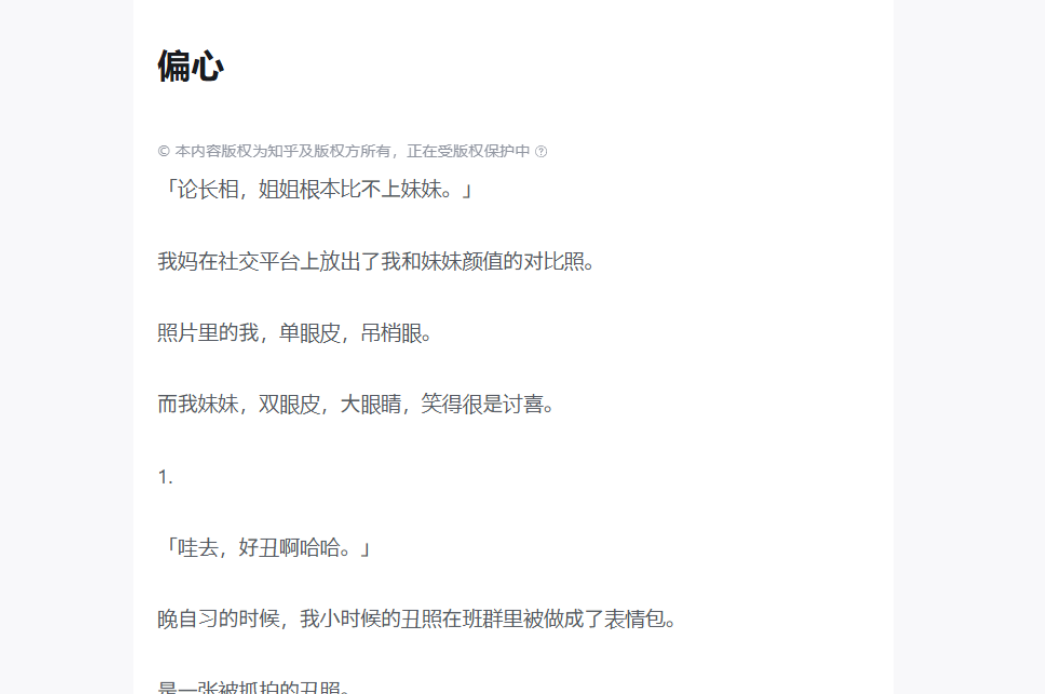 偏心
© 本内容版权为知乎及版权方所有，正在受版权保护中
「论长相，姐姐根本比不上妹妹。」
我妈在社交平台上放出了我和妹妹颜值的对比照。
照片里的我，单眼皮，吊梢眼。
而我妹妹，双眼皮，大眼睛，笑得很是讨喜。
1.
「哇去，好丑啊哈哈。」
晚自习的时候，我小时候的丑照在班群里被做成了表情包。
是一张被抓拍的丑照。